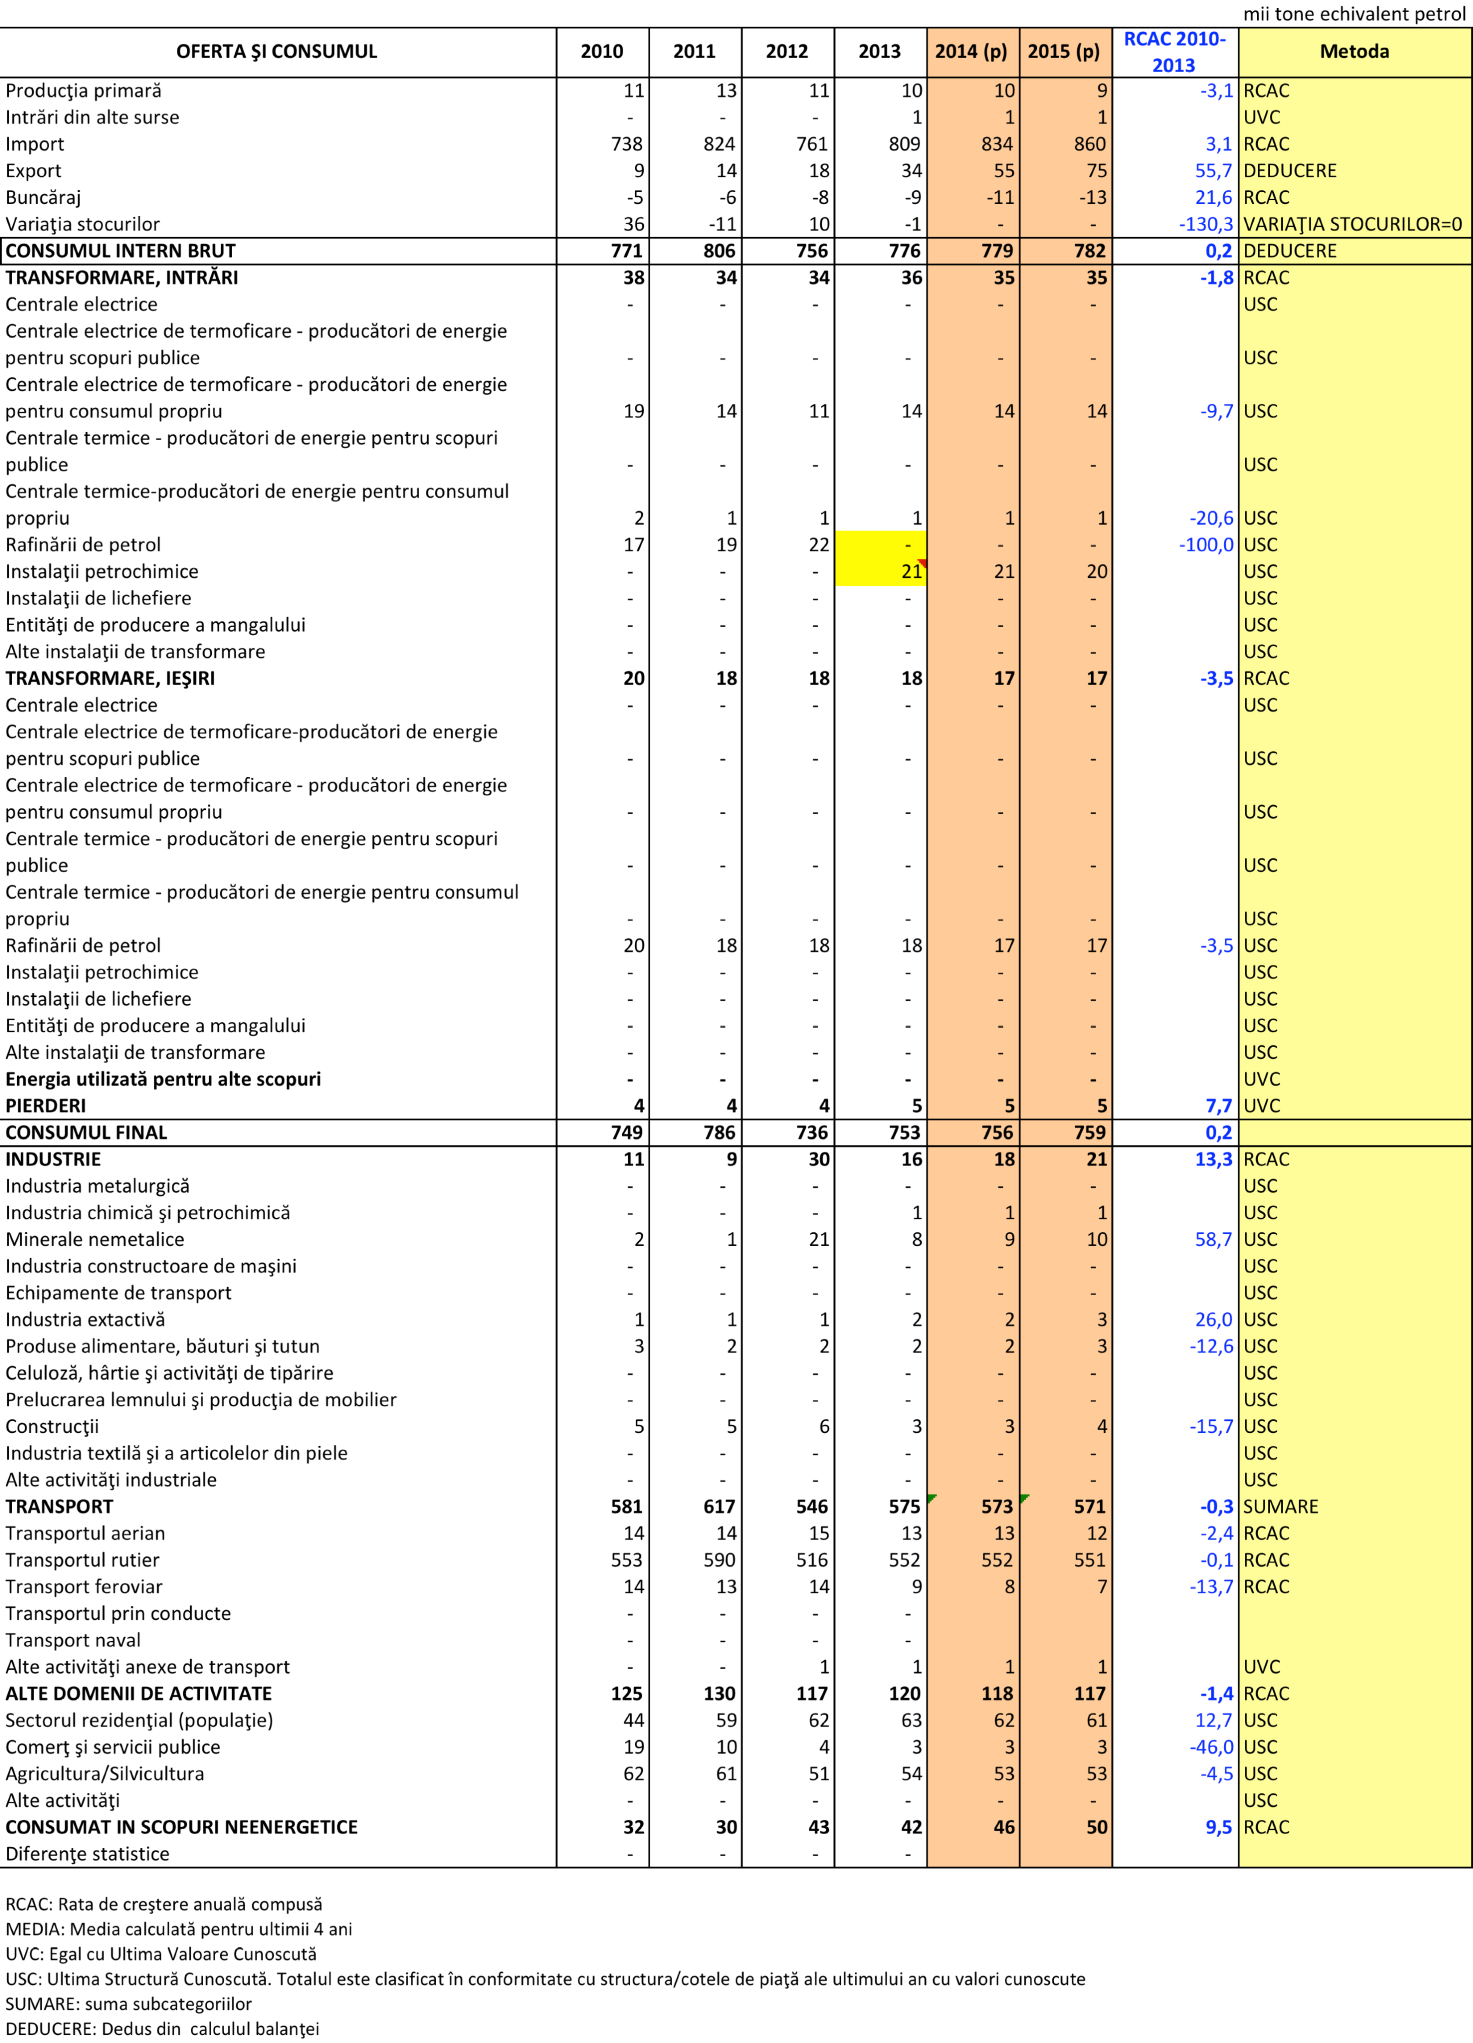 mii tone echivalent petrol
OFERTA ŞI CONSUMUL 2010 2011 2012 2013 2014 (p) 2015 (p) RCAC 2010-2013 Metoda
Producţia primară 11 13 11 10 10 9 -3,1 RCAC
Intrări din alte surse - - - 1 1 1 UVC
Import 738 824 761 809 834 860 3,1 RCAC
Export 9 14 18 34 55 75 55,7 DEDUCERE
Buncăraj -5 -6 -8 -9 -11 -13 21,6 RCAC
Variaţia stocurilor 36 -11 10 -1 - - -130,3 VARIAŢIA STOCURILOR=0
CONSUMUL INTERN BRUT 771 806 756 776 779 782 0,2 DEDUCERE
TRANSFORMARE, INTRĂRI 38 34 34 36 35 35 -1,8 RCAC
Centrale electrice - - - - - - USC
Centrale electrice de termoficare - producători de energie
pentru scopuri publice - - - - - - USC
Centrale electrice de termoficare - producători de energie
pentru consumul propriu 19 14 11 14 14 14 -9,7 USC
Centrale termice - producători de energie pentru scopuri
publice - - - - - - USC
Centrale termice-producători de energie pentru consumul
propriu 2 1 1 1 1 1 -20,6 USC
Rafinării de petrol 17 19 22 - - - -100,0 USC
Instalaţii petrochimice - - - 21 21 20 USC
Instalaţii de lichefiere - - - - - - USC
Entităţi de producere a mangalului - - - - - - USC
Alte instalaţii de transformare - - - - - - USC
TRANSFORMARE, IEŞIRI 20 18 18 18 17 17 -3,5 RCAC
Centrale electrice - - - - - - USC
Centrale electrice de termoficare-producători de energie
pentru scopuri publice - - - - - - USC
Centrale electrice de termoficare - producători de energie
pentru consumul propriu - - - - - - USC
Centrale termice - producători de energie pentru scopuri
publice - - - - - - USC
Centrale termice - producători de energie pentru consumul
propriu - - - - - - USC
Rafinării de petrol 20 18 18 18 17 17 -3,5 USC
Instalaţii petrochimice - - - - - - USC
Instalaţii de lichefiere - - - - - - USC
Entităţi de producere a mangalului - - - - - - USC
Alte instalaţii de transformare - - - - - - USC
Energia utilizată pentru alte scopuri - - - - - - UVC
PIERDERI 4 4 4 5 5 5 7,7 UVC
CONSUMUL FINAL 749 786 736 753 756 759 0,2
INDUSTRIE 11 9 30 16 18 21 13,3 RCAC
Industria metalurgică - - - - - - USC
Industria chimică şi petrochimică - - - 1 1 1 USC
Minerale nemetalice 2 1 21 8 9 10 58,7 USC
Industria constructoare de maşini - - - - - - USC
Echipamente de transport - - - - - - USC
Industria extactivă 1 1 1 2 2 3 26,0 USC
Produse alimentare, băuturi şi tutun 3 2 2 2 2 3 -12,6 USC
Celuloză, hârtie şi activităţi de tipărire - - - - - - USC
Prelucrarea lemnului şi producţia de mobilier - - - - - - USC
Construcţii 5 5 6 3 3 4 -15,7 USC
Industria textilă şi a articolelor din piele - - - - - - USC
Alte activităţi industriale - - - - - - USC
TRANSPORT 581 617 546 575 573 571 -0,3 SUMARE
Transportul aerian 14 14 15 13 13 12 -2,4 RCAC
Transportul rutier 553 590 516 552 552 551 -0,1 RCAC
Transport feroviar 14 13 14 9 8 7 -13,7 RCAC
Transportul prin conducte - - - -
Transport naval - - - -
Alte activităţi anexe de transport - - 1 1 1 1 UVC
ALTE DOMENII DE ACTIVITATE 125 130 117 120 118 117 -1,4 RCAC
Sectorul rezidenţial (populaţie) 44 59 62 63 62 61 12,7 USC
Comerţ şi servicii publice 19 10 4 3 3 3 -46,0 USC
Agricultura/Silvicultura 62 61 51 54 53 53 -4,5 USC
Alte activităţi - - - - - - USC
CONSUMAT IN SCOPURI NEENERGETICE 32 30 43 42 46 50 9,5 RCAC
Diferenţe statistice - - - -
RCAC: Rata de creştere anuală compusă
MEDIA: Media calculată pentru ultimii 4 ani
UVC: Egal cu Ultima Valoare Cunoscută
USC: Ultima Structură Cunoscută. Totalul este clasificat în conformitate cu structura/cotele de piaţă ale ultimului an cu valori cunoscute
SUMARE: suma subcategoriilor
DEDUCERE: Dedus din calculul balanţei